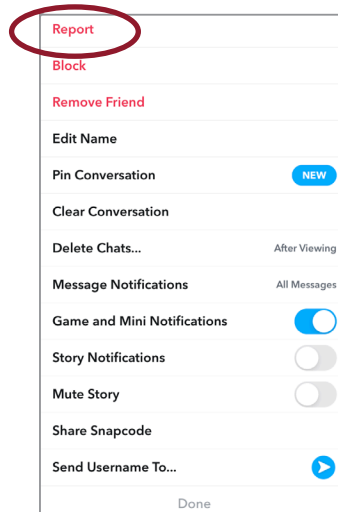 Report
Block
Remove Friend
Edit Name
Pin Conversation NEW
Clear Conversation
Delete Chats... After Viewing
Message Notifications All Messages
Game and Mini Notifications
Story Notifications
Mute Story
Share Snapcode
Send Username To...
Done